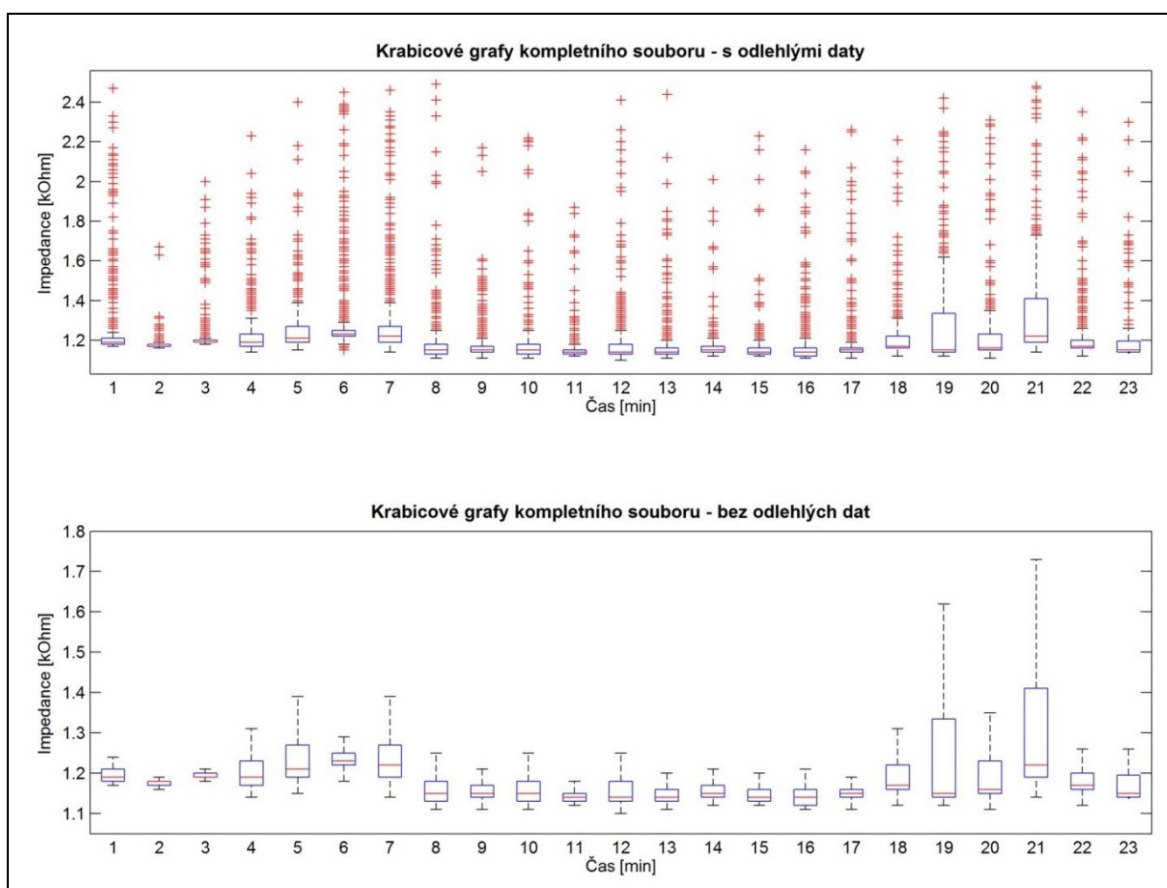 Krabicové grafy kompletního souboru - s odlehlými daty
Impedance [kOhm]
2.4
2.2
2
1.8
1.6
1.4
1.2
1 2 3 4 5 6 7 8 9 10 11 12 13 14 15 16 17 18 19 20 21 22 23
Čas [min]
Krabicové grafy kompletního souboru - bez odlehlých dat
Impedance [kOhm]
1.8
1.7
1.6
1.5
1.4
1.3
1.2
1.1
1 2 3 4 5 6 7 8 9 10 11 12 13 14 15 16 17 18 19 20 21 22 23
Čas [min]